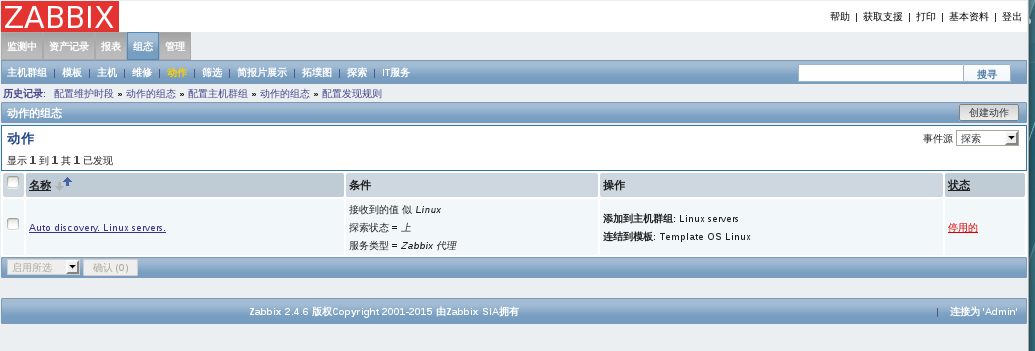 ZABBIX
帮助 | 获取支援 | 打印 | 基本资料 | 登出
监测中 资产记录 报表 组态 管理
主机群组 | 模板 | 主机 | 维修 | 动作 | 筛选 | 简报片展示 | 拓墣图 | 探索 | IT服务 搜寻
历史记录: 配置维护时段 » 动作的组态 » 配置主机群组 » 动作的组态 » 配置发现规则
动作的组态 创建动作
动作 事件源 探索
显示 1 到 1 其 1 已发现
名称 条件 操作 状态
Auto discovery. Linux servers. 停用的
接收到的值 似 Linux
探索状态 = 上
服务类型 = Zabbix 代理
添加到主机群组: Linux servers
连结到模板: Template OS Linux
启用所选 确认 (0)
Zabbix 2.4.6 版权Copyright 2001-2015 由Zabbix SIA拥有 | 连接为 'Admin'